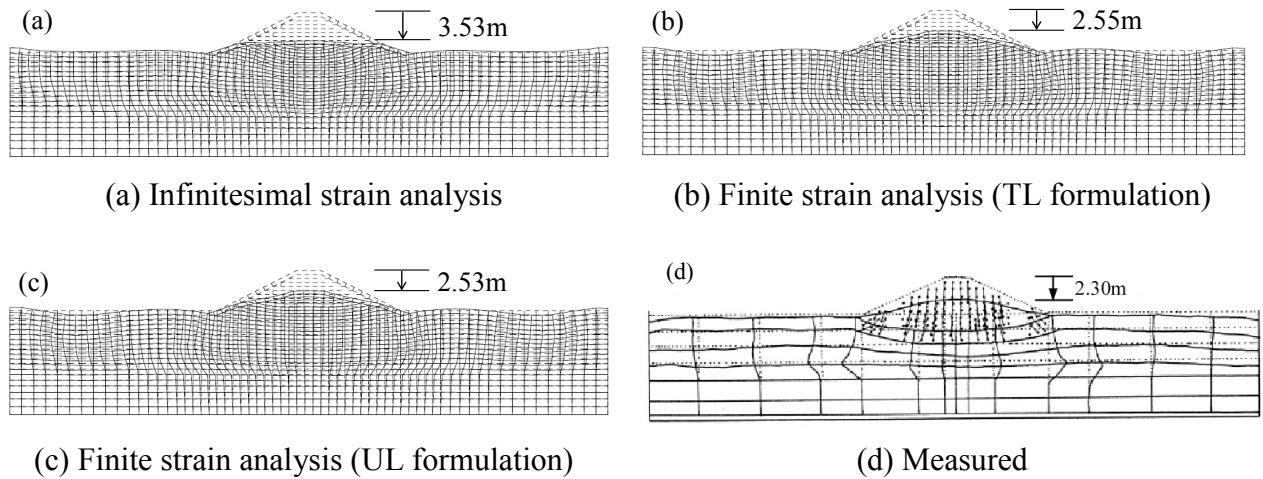 (a)
3.53m
(b)
2.55m
(a) Infinitesimal strain analysis
(b) Finite strain analysis (TL formulation)
(c)
2.53m
(d)
2.30m
(c) Finite strain analysis (UL formulation)
(d) Measured